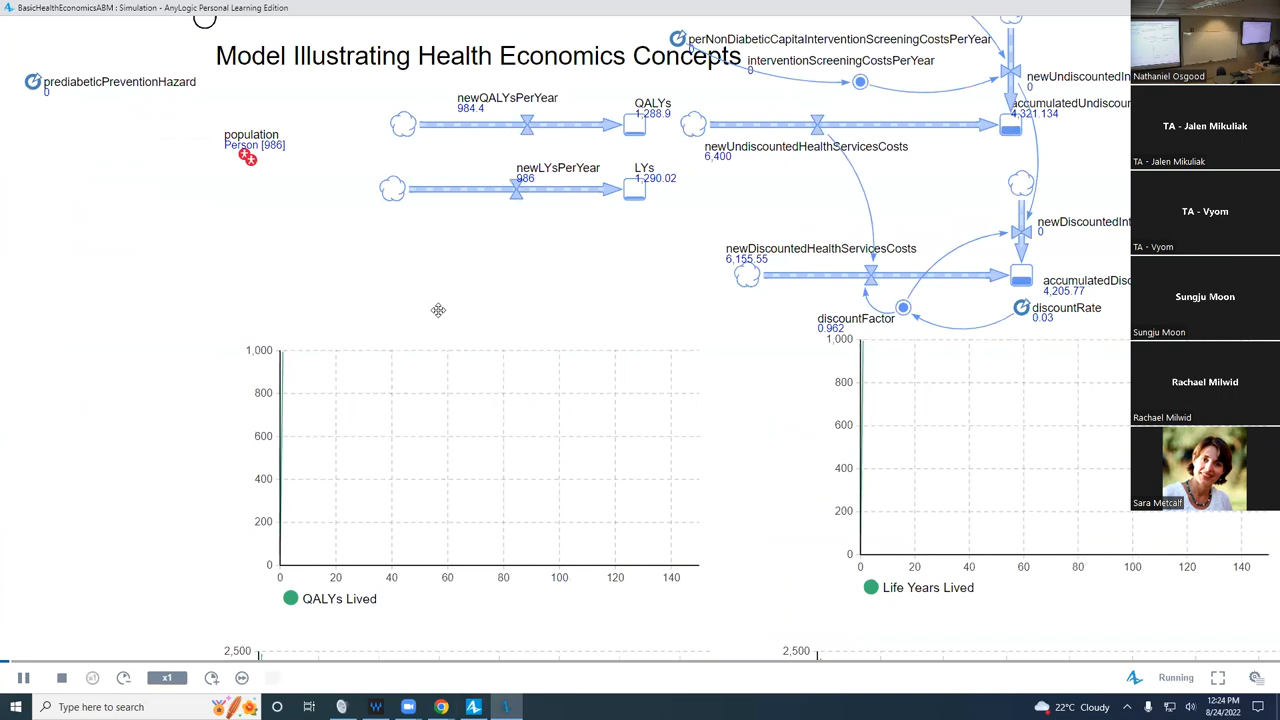 BasicHealthEconomicsABM : Simulation - AnyLogic Personal Learning Edition
Model Illustrating Health Economics Concepts
perNonDiabeticCapitaInterventionScreeningCostsPerYear
0
interventionScreeningCostsPerYear
0
prediabeticPreventionHazard
0
newUndiscountedIn
0
newQALYsPerYear
984.4
QALYs
1,288.9
accumulatedUndiscour
4,321.134
population
Person [986]
newUndiscountedHealthServicesCosts
6,400
newLYsPerYear
986
LYs
1,290.02
newDiscountedInt
0
newDiscountedHealthServicesCosts
6,155.55
accumulatedDisc
4,205.77
discountFactor
0.962
discountRate
0.03
1,000
800
600
400
200
0
0 20 40 60 80 100 120 140
QALYs Lived
1,000
800
600
400
200
0
0 20 40 60 80 100 120 140
Life Years Lived
2,500
2,500
Nathaniel Osgood
TA - Jalen Mikuliak
TA - Jalen Mikuliak
TA - Vyom
TA - Vyom
Sungju Moon
Sungju Moon
Rachael Milwid
Rachael Milwid
Sara Metcalf
x1
Running
Type here to search
22°C Cloudy
12:24 PM
8/24/2022